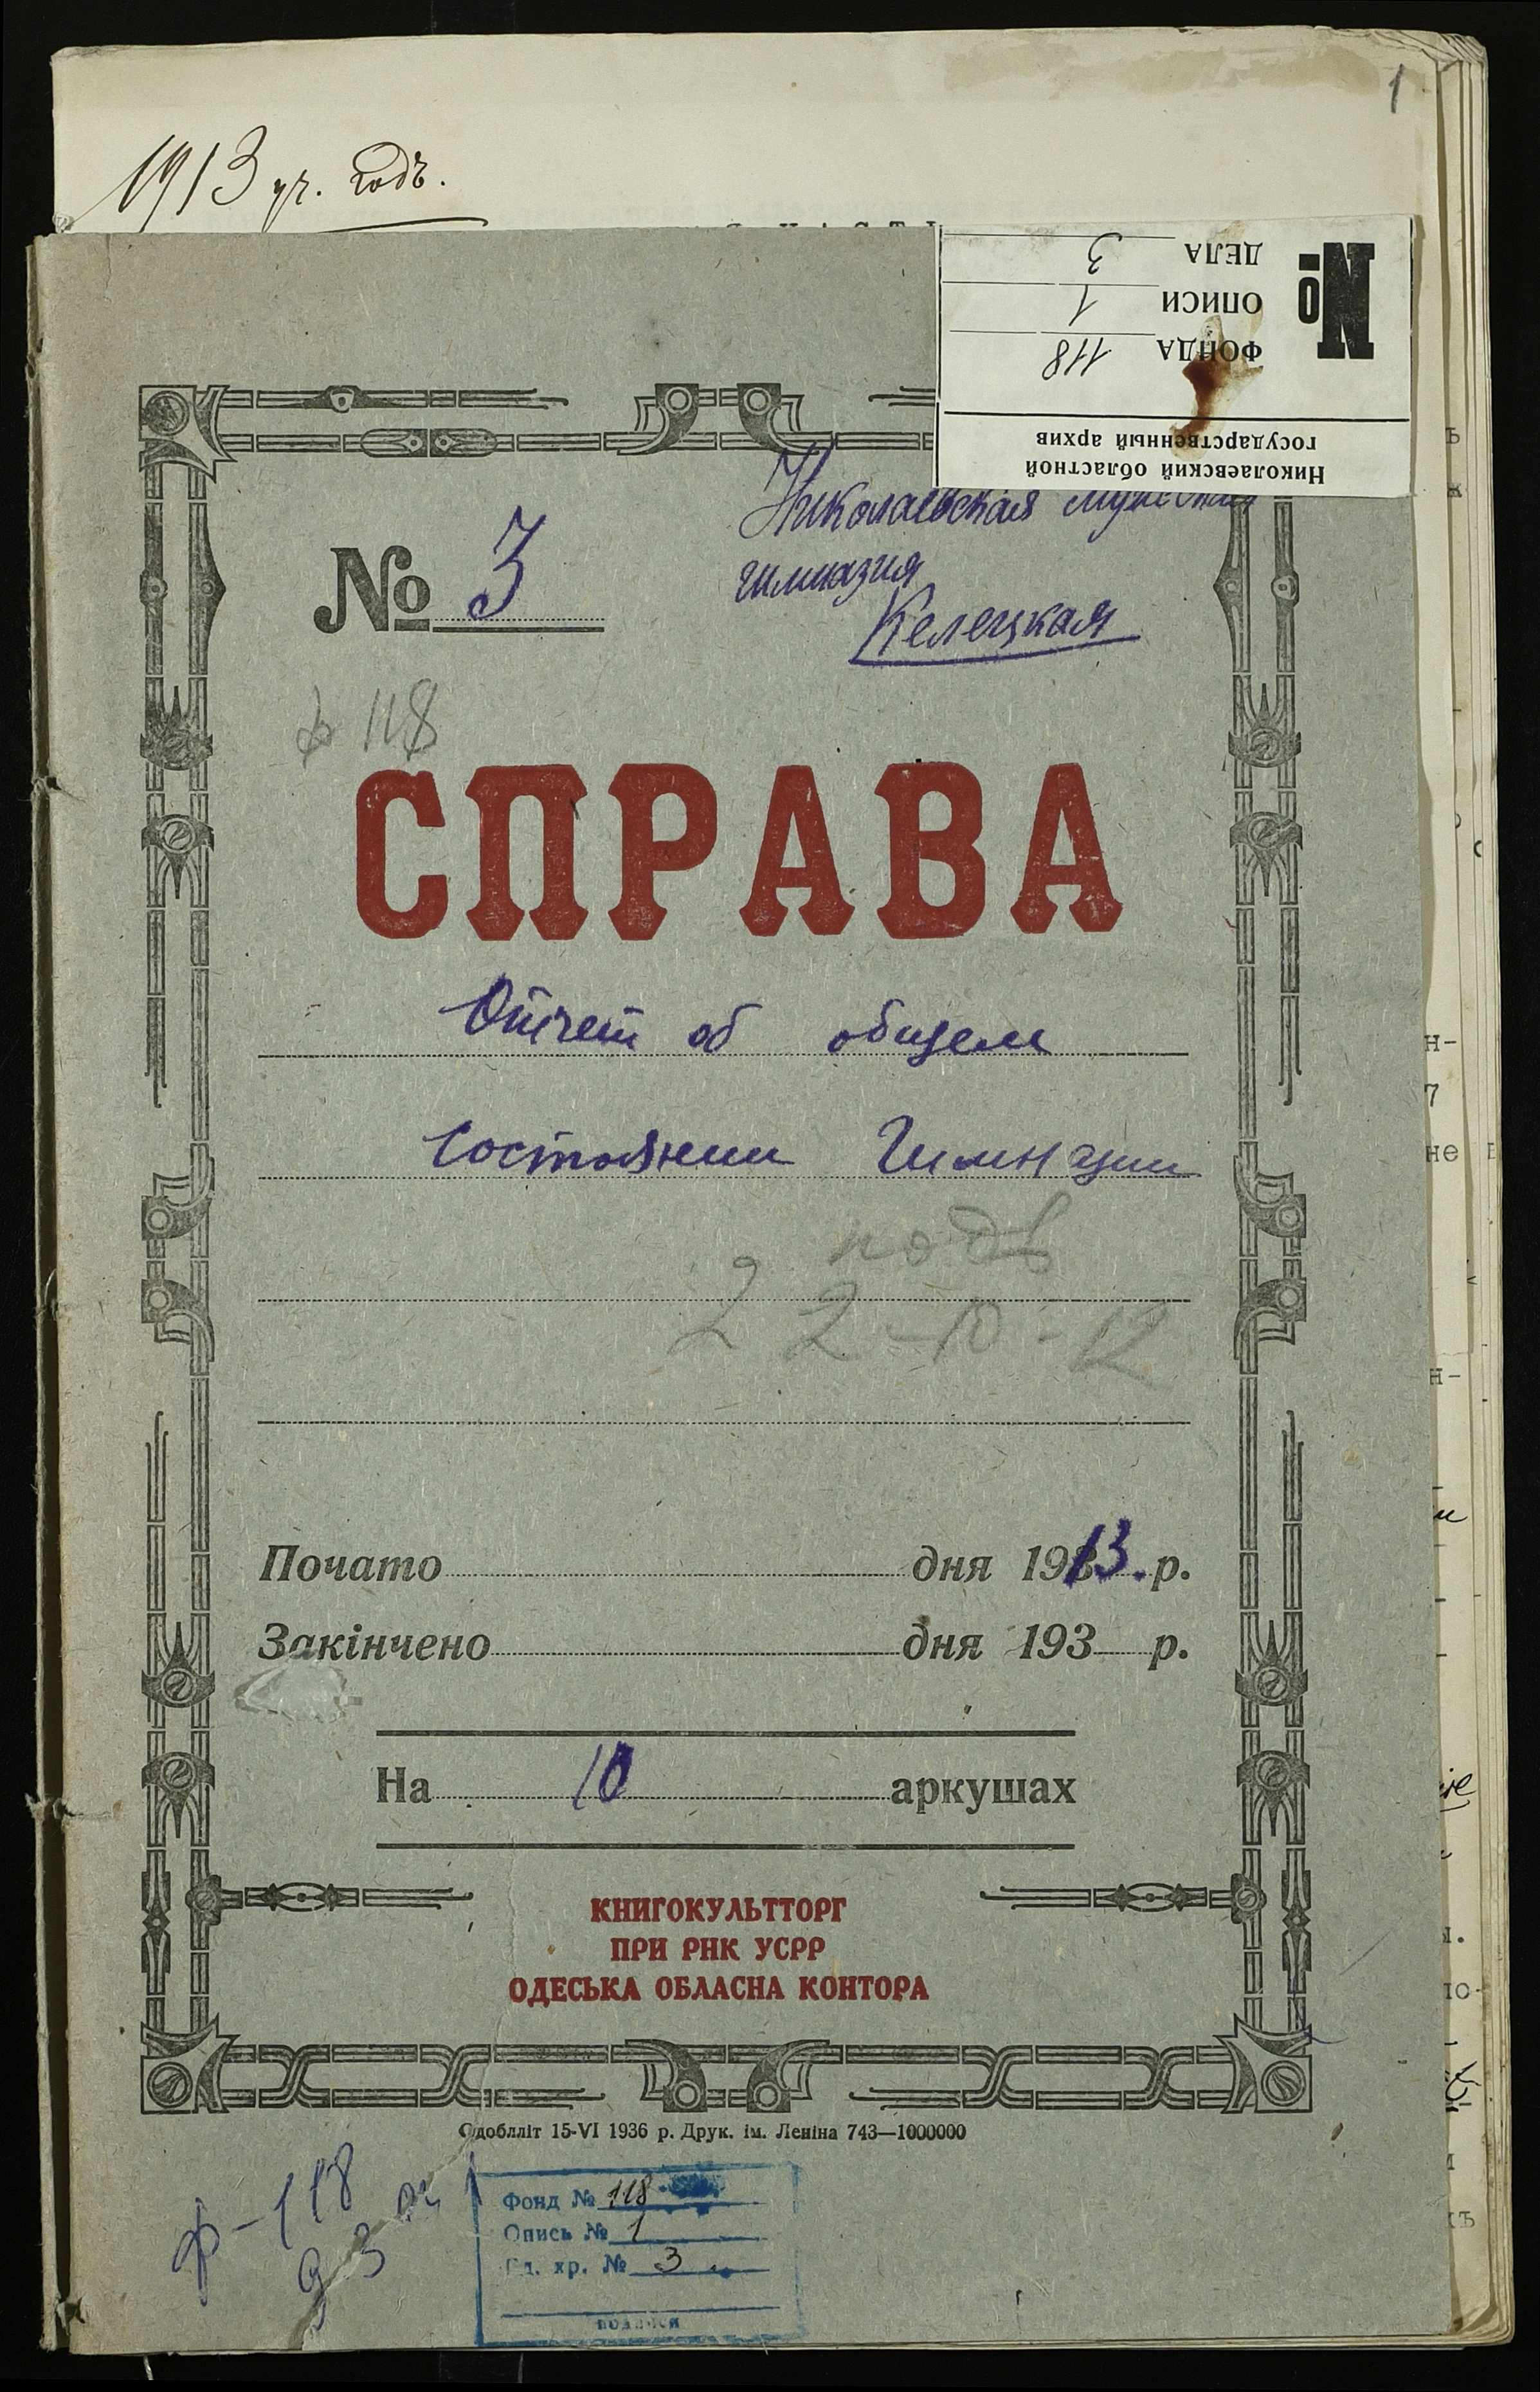 1
1913 уч. годъ.
Николаевский областной
государственный архив
№
ФОНДА 118
ОПИСИ 1
ДЕЛА 3
Николаевская мужская
гимназия
Келецкая
№ 3
ф 118
СПРАВА
Отчет об общем
состоянии Гимназии
22-10-12
Почато дня 1913. р.
Закінчено дня 193 р.
На 10 аркушах
КНИГОКУЛЬТТОРГ
ПРИ РНК УСРР
ОДЕСЬКА ОБЛАСНА КОНТОРА
Одоблліт 15-VI 1936 р. Друк. ім. Леніна 743—1000000
ф-118
д 3
Фонд № 118
Опись № 1
Ед. хр. № 3